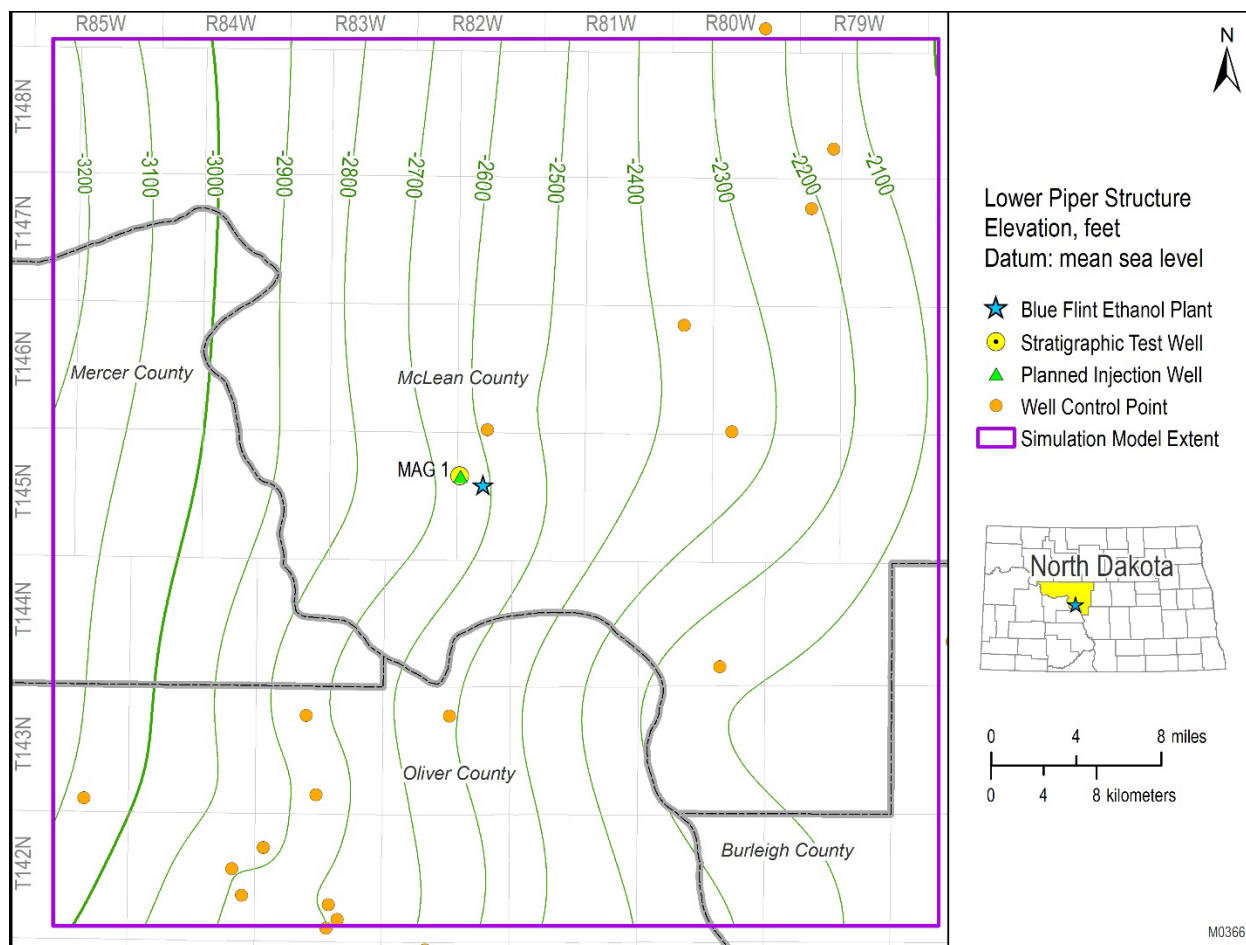 R85W R84W R83W R82W R81W R80W R79W
T148N
T147N
T146N
T145N
T144N
T143N
T142N
-3200
-3100
-3000
-2900
-2800
-2700
-2600
-2500
-2400
-2300
-2200
-2100
Mercer County
McLean County
MAG 1
Oliver County
Burleigh County
N
Lower Piper Structure
Elevation, feet
Datum: mean sea level
Blue Flint Ethanol Plant
Stratigraphic Test Well
Planned Injection Well
Well Control Point
Simulation Model Extent
North Dakota
0 4 8 miles
0 4 8 kilometers
M0366